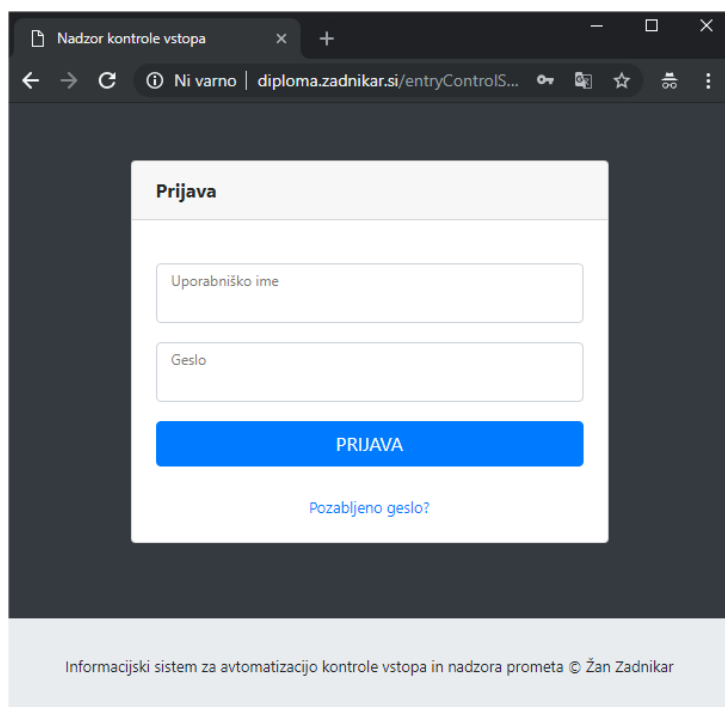 Nadzor kontrole vstopa
Ni varno | diploma.zadnikar.si/entryControlS...
Prijava
Uporabniško ime
Geslo
PRIJAVA
Pozabljeno geslo?
Informacijski sistem za avtomatizacijo kontrole vstopa in nadzora prometa © Žan Zadnikar